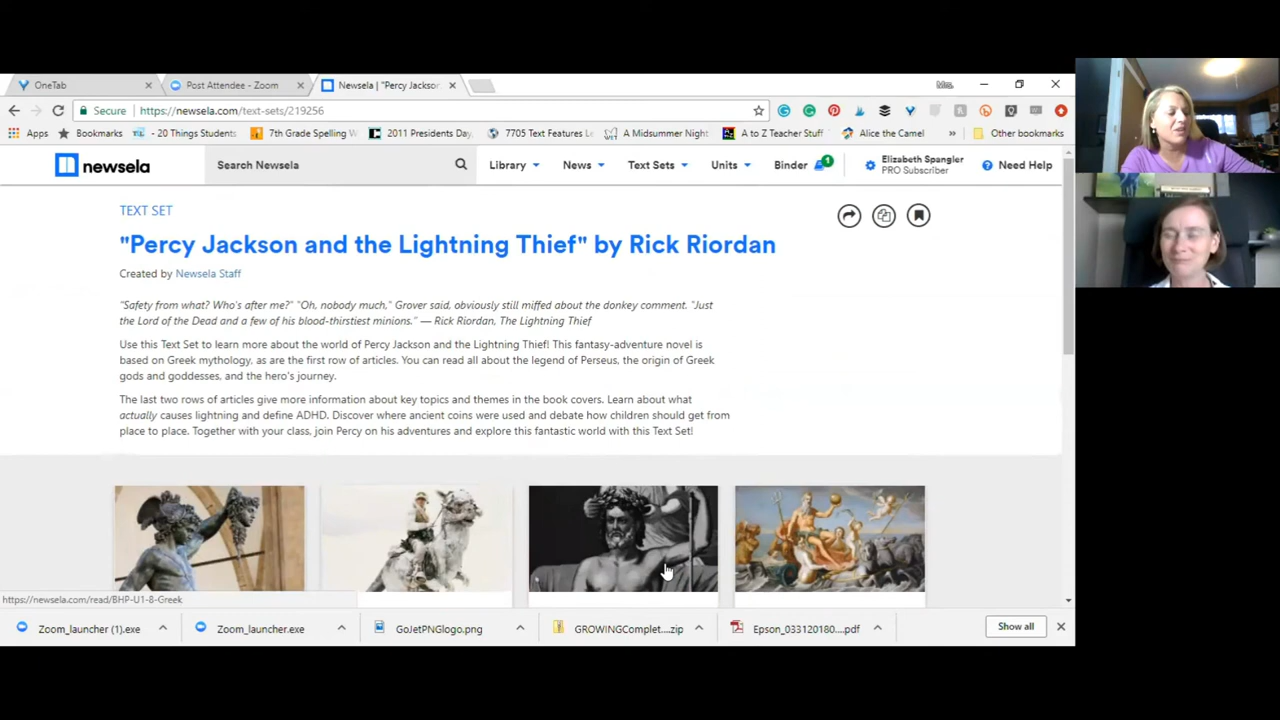 OneTab
Post Attendee - Zoom
Newsela | "Percy Jackson
Mrs.
Secure
https://newsela.com/text-sets/219256
Apps
Bookmarks
- 20 Things Students
7th Grade Spelling W
2011 Presidents Day
7705 Text Features Le
A Midsummer Night
A to Z Teacher Stuff
Alice the Camel
»
Other bookmarks
newsela
Search Newsela
Library
News
Text Sets
Units
Binder
1
Elizabeth Spangler
PRO Subscriber
Need Help
TEXT SET
"Percy Jackson and the Lightning Thief" by Rick Riordan
Created by Newsela Staff
"Safety from what? Who's after me?" "Oh, nobody much," Grover said, obviously still miffed about the donkey comment. "Just
the Lord of the Dead and a few of his blood-thirstiest minions." — Rick Riordan, The Lightning Thief
Use this Text Set to learn more about the world of Percy Jackson and the Lightning Thief! This fantasy-adventure novel is
based on Greek mythology, as are the first row of articles. You can read all about the legend of Perseus, the origin of Greek
gods and goddesses, and the hero's journey.
The last two rows of articles give more information about key topics and themes in the book covers. Learn about what
actually causes lightning and define ADHD. Discover where ancient coins were used and debate how children should get from
place to place. Together with your class, join Percy on his adventures and explore this fantastic world with this Text Set!
https://newsela.com/read/BHP-U1-8-Greek
Zoom_launcher (1).exe
Zoom_launcher.exe
GoJetPNGlogo.png
GROWINGComplet....zip
Epson_033120180....pdf
Show all